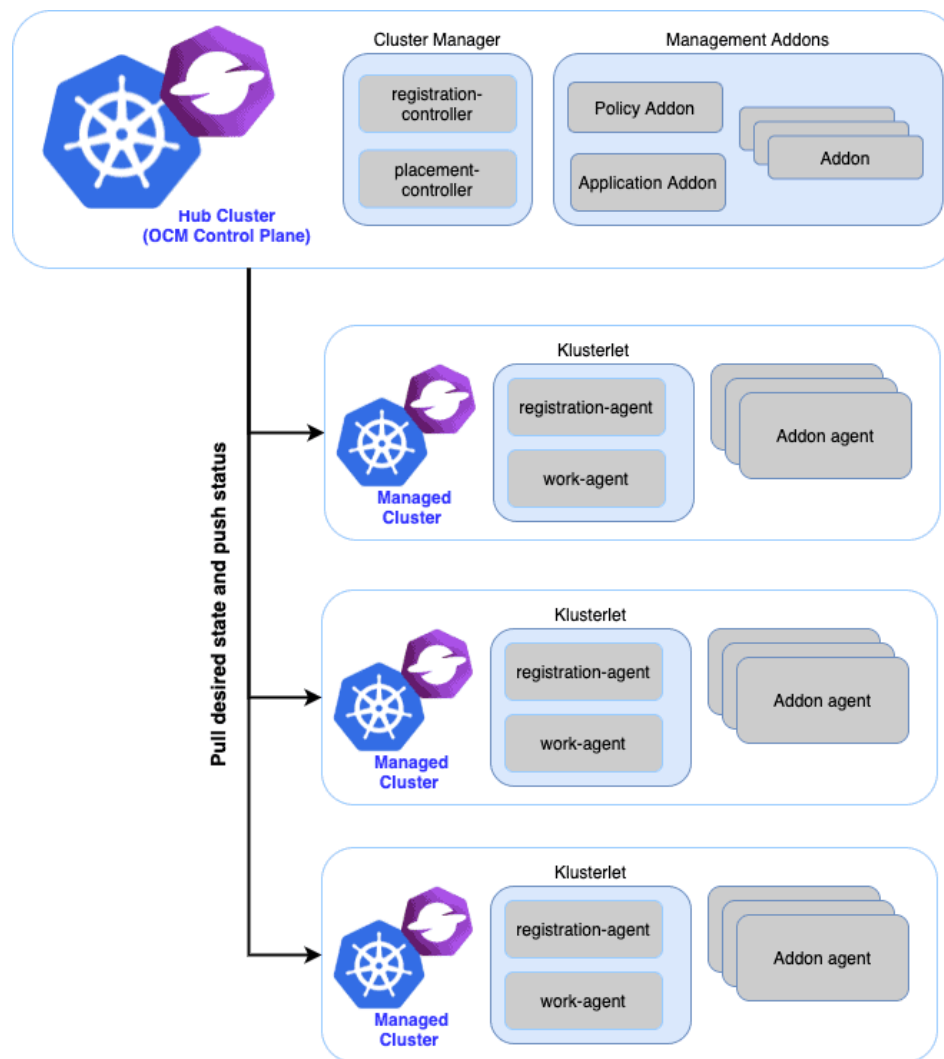 Cluster Manager
Management Addons
registration-
controller
placement-
controller
Policy Addon
Application Addon
Addon
Hub Cluster
(OCM Control Plane)
Pull desired state and push status
Klusterlet
registration-agent
work-agent
Addon agent
Managed
Cluster
Klusterlet
registration-agent
work-agent
Addon agent
Managed
Cluster
Klusterlet
registration-agent
work-agent
Addon agent
Managed
Cluster